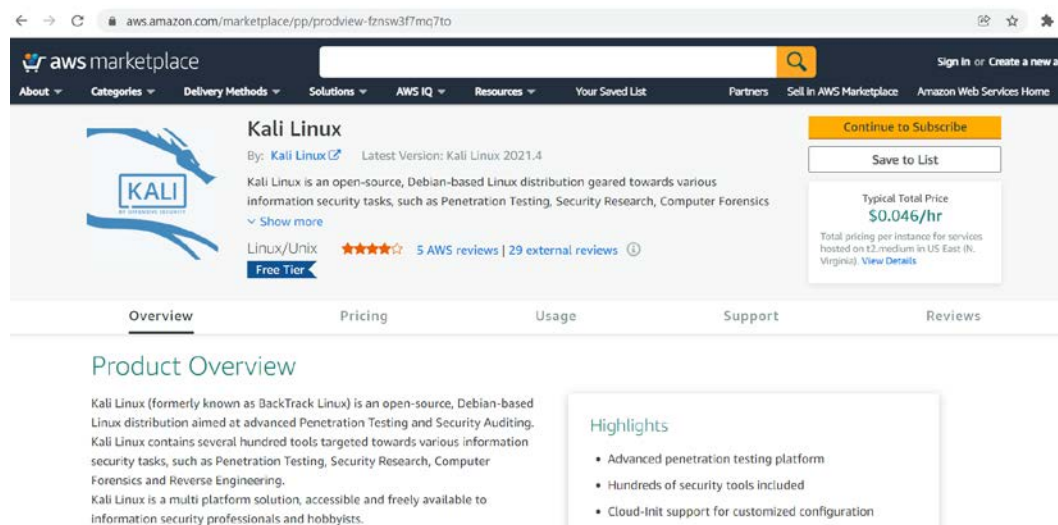 aws.amazon.com/marketplace/pp/prodview-fznsw3f7mq7to
aws marketplace
Sign in or Create a new a
About Categories Delivery Methods Solutions AWS IQ Resources Your Saved List Partners Sell in AWS Marketplace Amazon Web Services Home
KALI
BY OFFENSIVE SECURITY
Kali Linux
By: Kali Linux Latest Version: Kali Linux 2021.4
Kali Linux is an open-source, Debian-based Linux distribution geared towards various
information security tasks, such as Penetration Testing, Security Research, Computer Forensics
Show more
Linux/Unix 5 AWS reviews | 29 external reviews
Free Tier
Continue to Subscribe
Save to List
Typical Total Price
$0.046/hr
Total pricing per instance for services
hosted on t2.medium in US East (N.
Virginia). View Details
Overview Pricing Usage Support Reviews
Product Overview
Kali Linux (formerly known as BackTrack Linux) is an open-source, Debian-based
Linux distribution aimed at advanced Penetration Testing and Security Auditing.
Kali Linux contains several hundred tools targeted towards various information
security tasks, such as Penetration Testing, Security Research, Computer
Forensics and Reverse Engineering.
Kali Linux is a multi platform solution, accessible and freely available to
information security professionals and hobbyists.
Highlights
• Advanced penetration testing platform
• Hundreds of security tools included
• Cloud-Init support for customized configuration